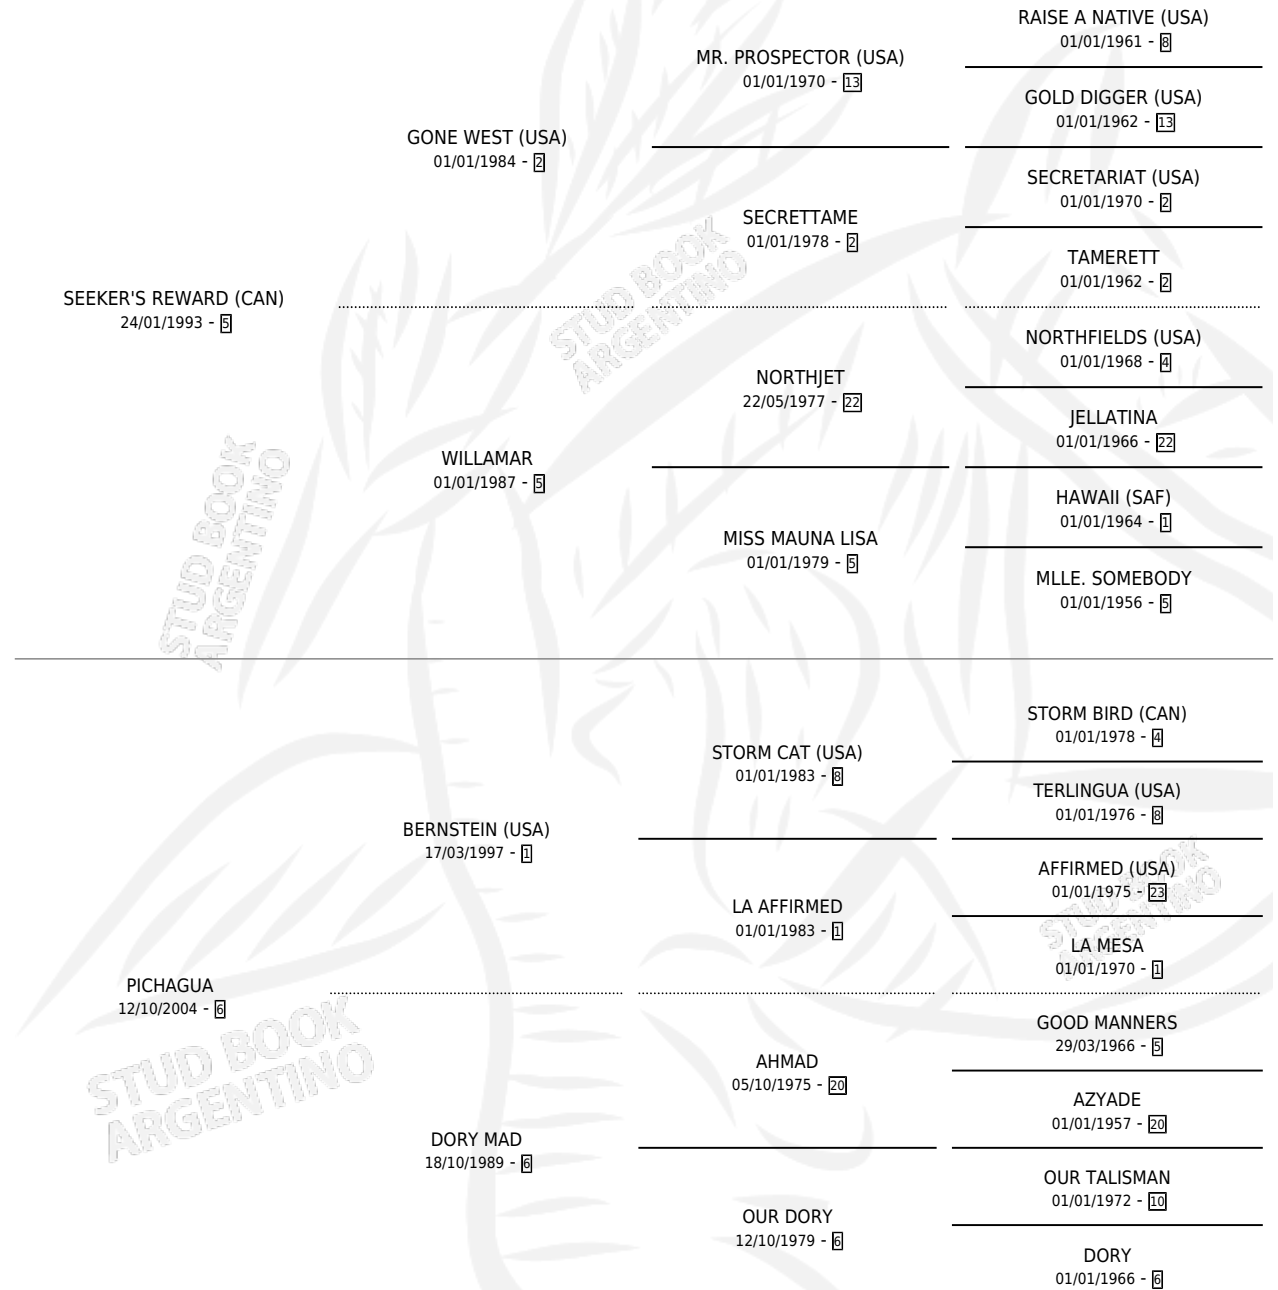 RAISE A NATIVE (USA)
01/01/1961 - 8
MR. PROSPECTOR (USA)
01/01/1970 - 13
GOLD DIGGER (USA)
01/01/1962 - 13
GONE WEST (USA)
01/01/1984 - 2
SECRETARIAT (USA)
01/01/1970 - 2
SECRETTAME
01/01/1978 - 2
TAMERETT
01/01/1962 - 2
SEEKER'S REWARD (CAN)
24/01/1993 - 5
NORTHFIELDS (USA)
01/01/1968 - 4
NORTHJET
22/05/1977 - 22
JELLATINA
01/01/1966 - 22
WILLAMAR
01/01/1987 - 5
HAWAII (SAF)
01/01/1964 - 1
MISS MAUNA LISA
01/01/1979 - 5
MLLE. SOMEBODY
01/01/1956 - 5
STUD BOOK
ARGENTINO
STUD BOOK
ARGENTINO
STORM BIRD (CAN)
01/01/1978 - 4
STORM CAT (USA)
01/01/1983 - 8
TERLINGUA (USA)
01/01/1976 - 8
BERNSTEIN (USA)
17/03/1997 - 1
AFFIRMED (USA)
01/01/1975 - 23
LA AFFIRMED
01/01/1983 - 1
LA MESA
01/01/1970 - 1
PICHAGUA
12/10/2004 - 6
GOOD MANNERS
29/03/1966 - 5
AHMAD
05/10/1975 - 20
AZYADE
01/01/1957 - 20
DORY MAD
18/10/1989 - 6
OUR TALISMAN
01/01/1972 - 10
OUR DORY
12/10/1979 - 6
DORY
01/01/1966 - 6
STUD BOOK
ARGENTINO
STUD BOOK
ARGENTINO